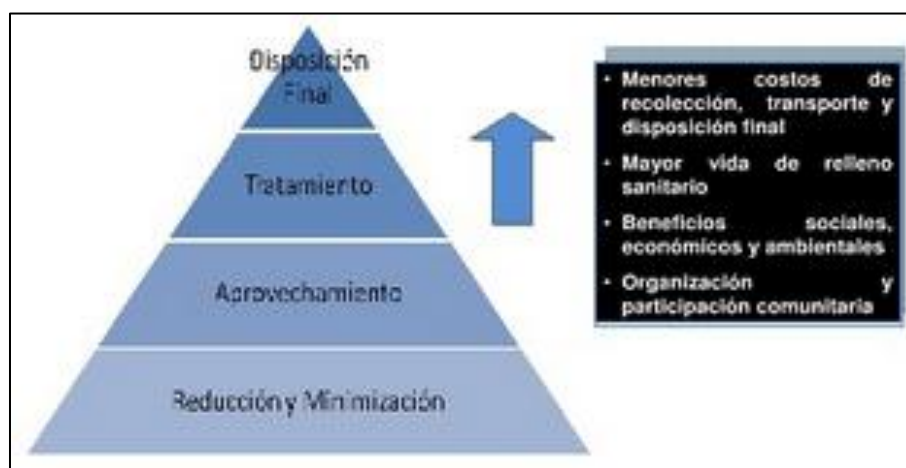 Disposición
Final
Tratamiento
Aprovechamiento
Reducción y Minimización
• Menores costos de
recolección, transporte y
disposición final
• Mayor vida de relleno
sanitario
• Beneficios sociales,
económicos y ambientales
• Organización y
participación comunitaria